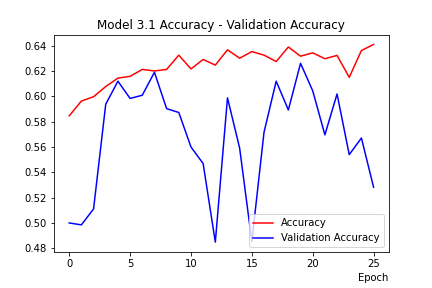 Model 3.1 Accuracy - Validation Accuracy
0.64
0.62
0.60
0.58
0.56
0.54
0.52
0.50
0.48
Accuracy
Validation Accuracy
0 5 10 15 20 25
Epoch